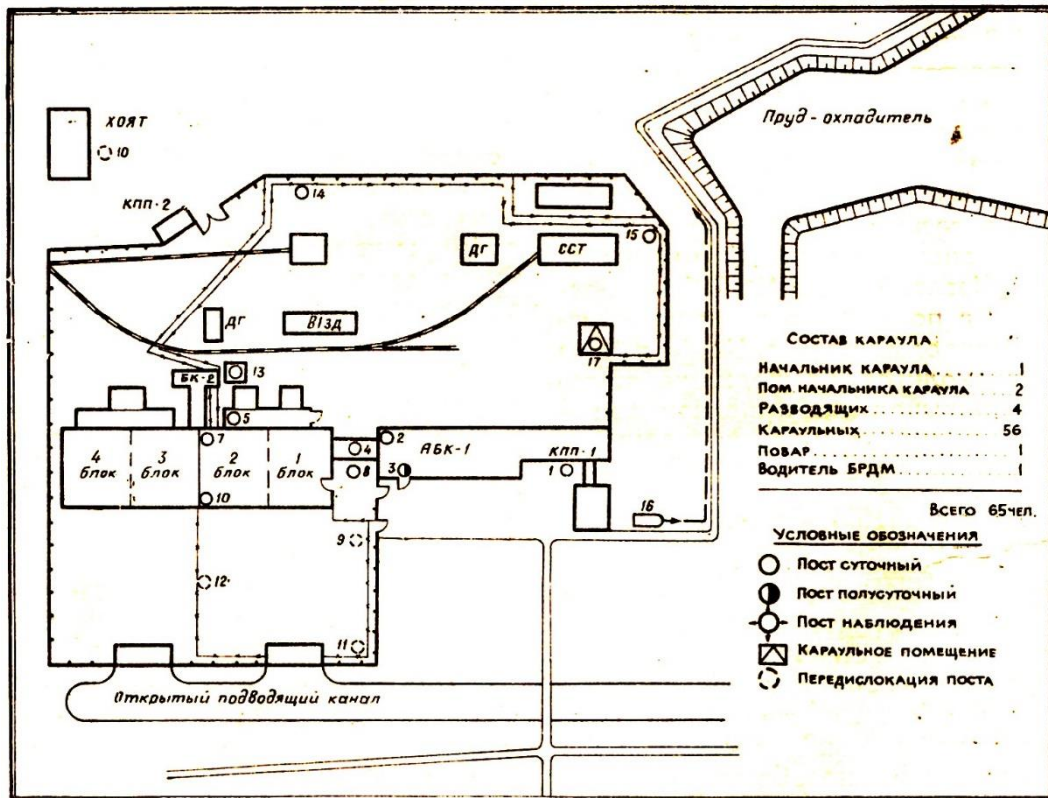 ХОЯТ
10
КПП-2
14
Пруд-охладитель
15
ДГ
ССТ
ДГ
ВГзд
17
БК-2
13
5
7
4 блок
3 блок
2 блок
1 блок
4
8
2
3
АБК-1
КПП-1
1
10
16
9
12
11
Открытый подводящий канал
Состав караула:
Начальник караула 1
Пом. начальника караула 2
Разводящих 4
Караульных 56
Повар 1
Водитель БРДМ 1
Всего 65 чел.
Условные обозначения
Пост суточный
Пост полусуточный
Пост наблюдения
Караульное помещение
Передислокация поста